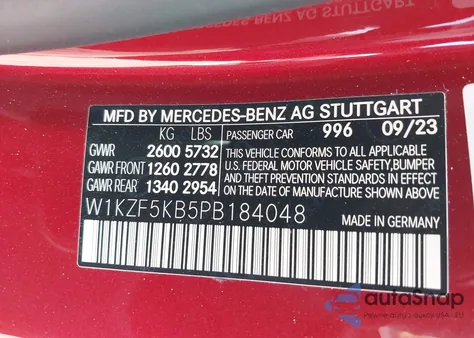 MFD BY MERCEDES-BENZ AG STUTTGART
KG LBS
PASSENGER CAR 996 09/23
GVWR 2600 5732
GAWR FRONT 1260 2778
GAWR REAR 1340 2954
THIS VEHICLE CONFORMS TO ALL APPLICABLE
U.S. FEDERAL MOTOR VEHICLE SAFETY, BUMPER
AND THEFT PREVENTION STANDARDS IN EFFECT
ON THE DATE OF MANUFACTURE SHOWN ABOVE.
W1KZF5KB5PB184048
MADE IN GERMANY
autoSnap